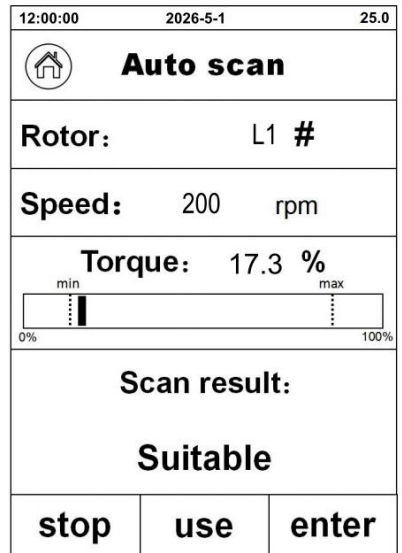 12:00:00 2026-5-1 25.0
Auto scan
Rotor： L1 #
Speed： 200 rpm
Torque： 17.3 %
min max
0% 100%
Scan result：
Suitable
stop use enter